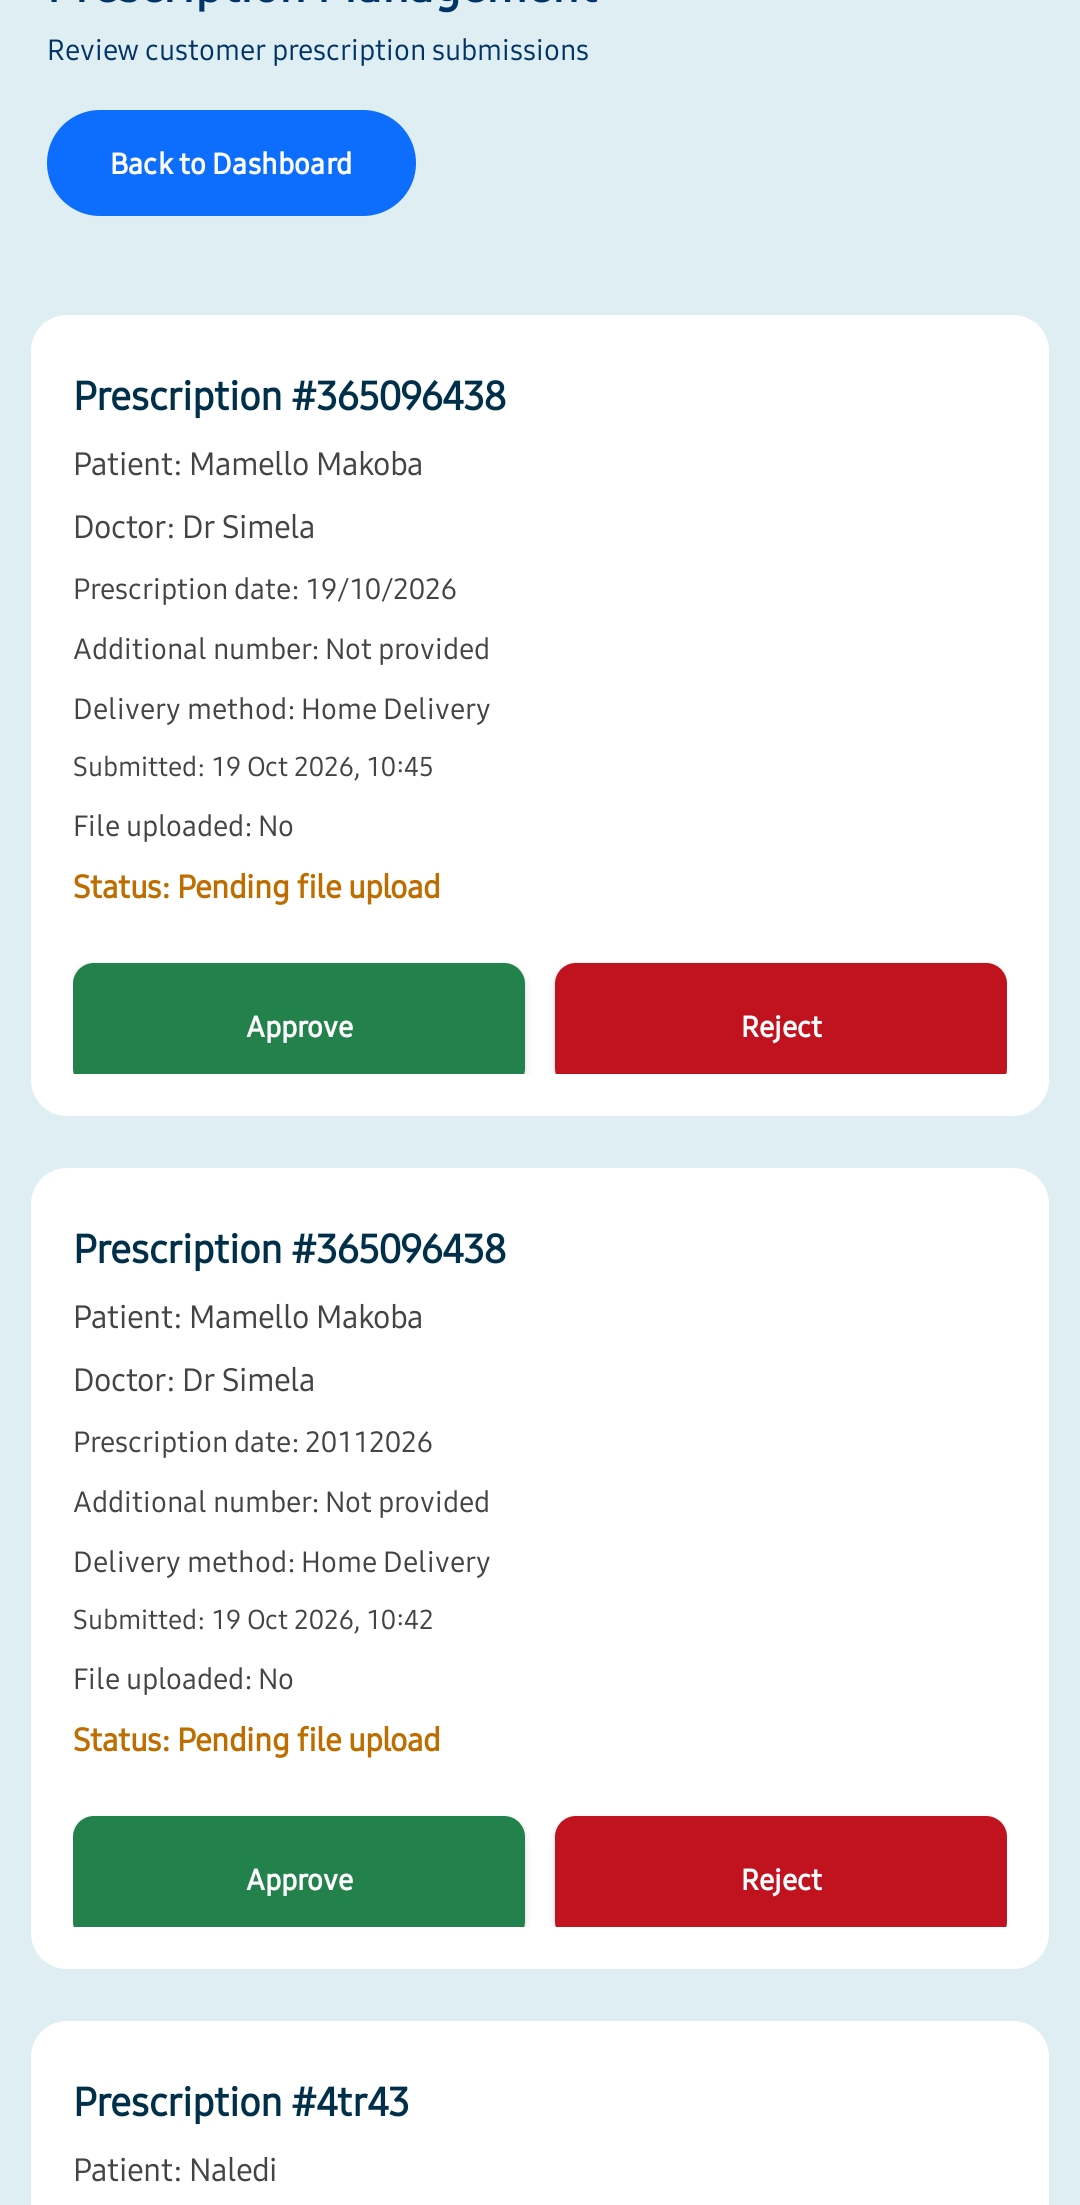 Prescription Management
Review customer prescription submissions
Back to Dashboard
Prescription #365096438
Patient: Mamello Makoba
Doctor: Dr Simela
Prescription date: 19/10/2026
Additional number: Not provided
Delivery method: Home Delivery
Submitted: 19 Oct 2026, 10:45
File uploaded: No
Status: Pending file upload
Approve
Reject
Prescription #365096438
Patient: Mamello Makoba
Doctor: Dr Simela
Prescription date: 20112026
Additional number: Not provided
Delivery method: Home Delivery
Submitted: 19 Oct 2026, 10:42
File uploaded: No
Status: Pending file upload
Approve
Reject
Prescription #4tr43
Patient: Naledi